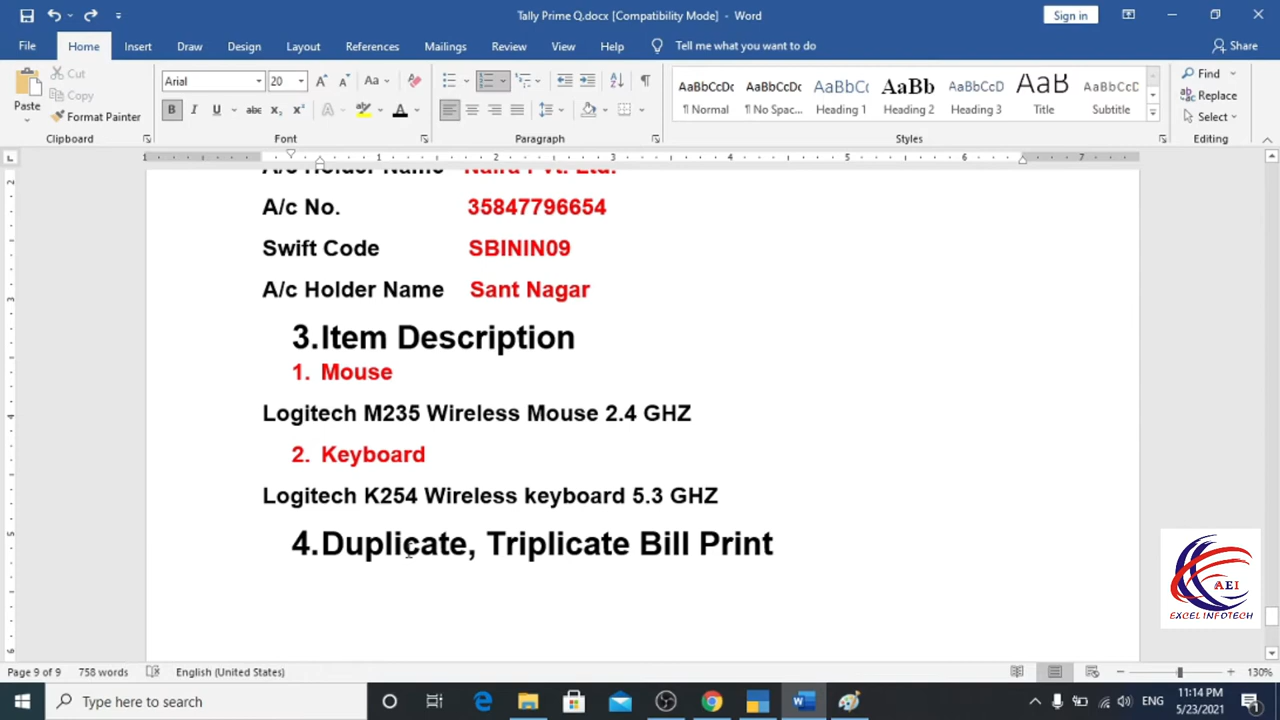 Tally Prime Q.docx [Compatibility Mode] - Word
Sign in
File Home Insert Draw Design Layout References Mailings Review View Help Tell me what you want to do Share
Paste
Cut
Copy
Format Painter
Clipboard
Arial 20
Font
Paragraph
AaBbCcDc AaBbCcDc AaBbC AaBb AaBbCcD AaB AaBbCcD
¶ Normal ¶ No Spac... Heading 1 Heading 2 Heading 3 Title Subtitle
Styles
Find
Replace
Select
Editing
A/c Holder Name Naira Pvt. Ltd.
A/c No. 35847796654
Swift Code SBININ09
A/c Holder Name Sant Nagar
3.Item Description
1. Mouse
Logitech M235 Wireless Mouse 2.4 GHZ
2. Keyboard
Logitech K254 Wireless keyboard 5.3 GHZ
4.Duplicate, Triplicate Bill Print
AEI
EXCEL INFOTECH
Page 9 of 9 758 words English (United States) 130%
Type here to search
ENG
11:14 PM
5/23/2021